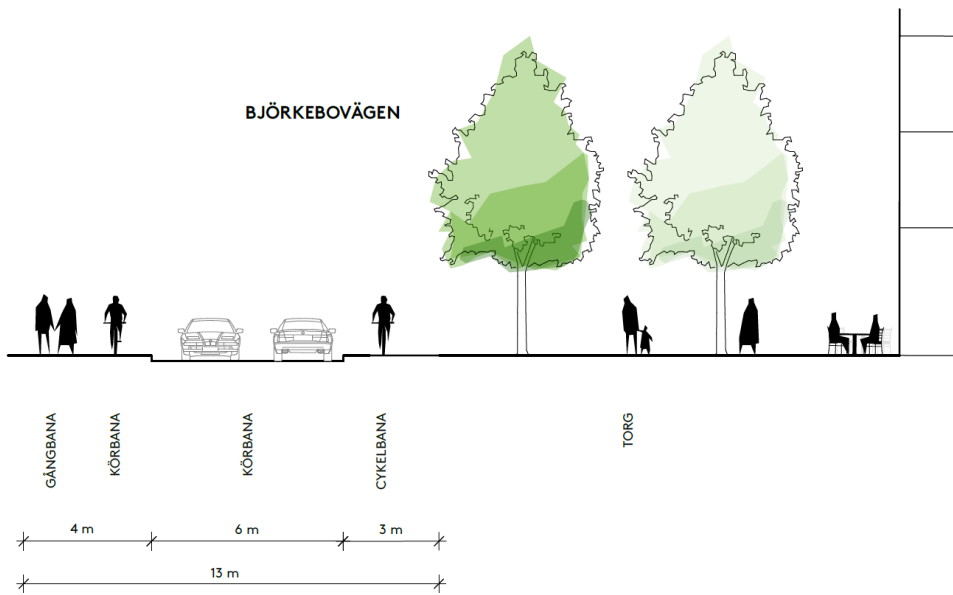 BJÖRKEBOVÄGEN
GÅNGBANA
KÖRBANA
KÖRBANA
CYKELBANA
TORG
4 m
6 m
3 m
13 m